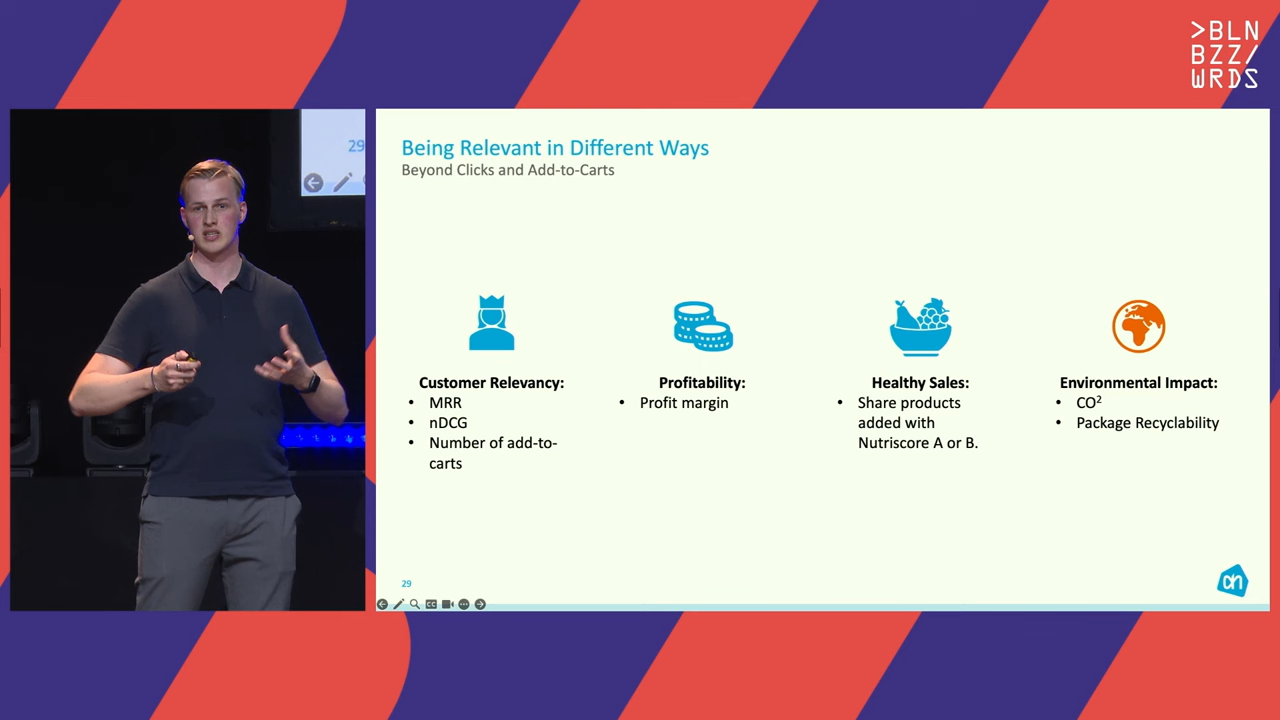 >BLN
BZZ/
WRDS
29
Being Relevant in Different Ways
Beyond Clicks and Add-to-Carts
Customer Relevancy:
• MRR
• nDCG
• Number of add-to-
carts
Profitability:
• Profit margin
Healthy Sales:
• Share products
added with
Nutriscore A or B.
Environmental Impact:
• CO²
• Package Recyclability
29
CC
ah